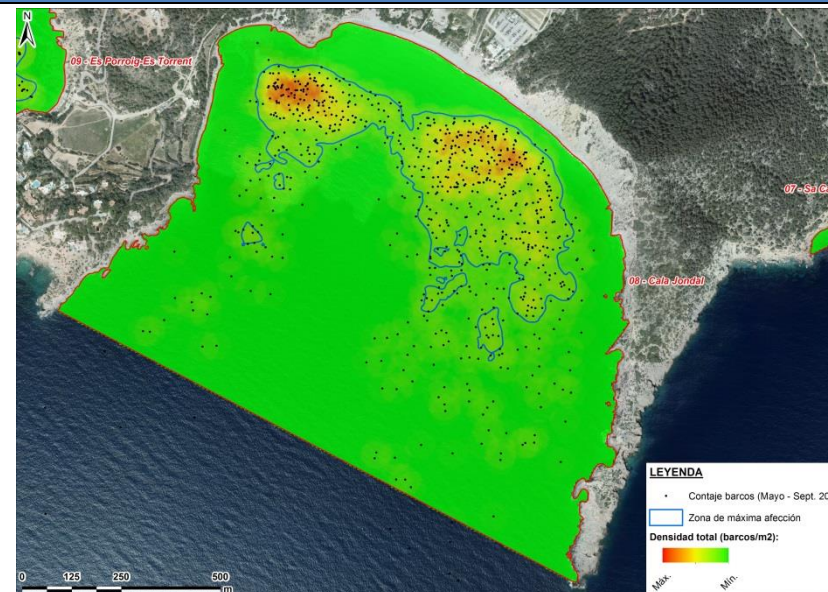 N
09 - Es Porroig-Es Torrent
07 - Sa Ca
08 - Cala Jondal
LEYENDA
Contaje barcos (Mayo - Sept. 20
Zona de máxima afección
Densidad total (barcos/m2):
Máx. Mín.
0 125 250 500
m